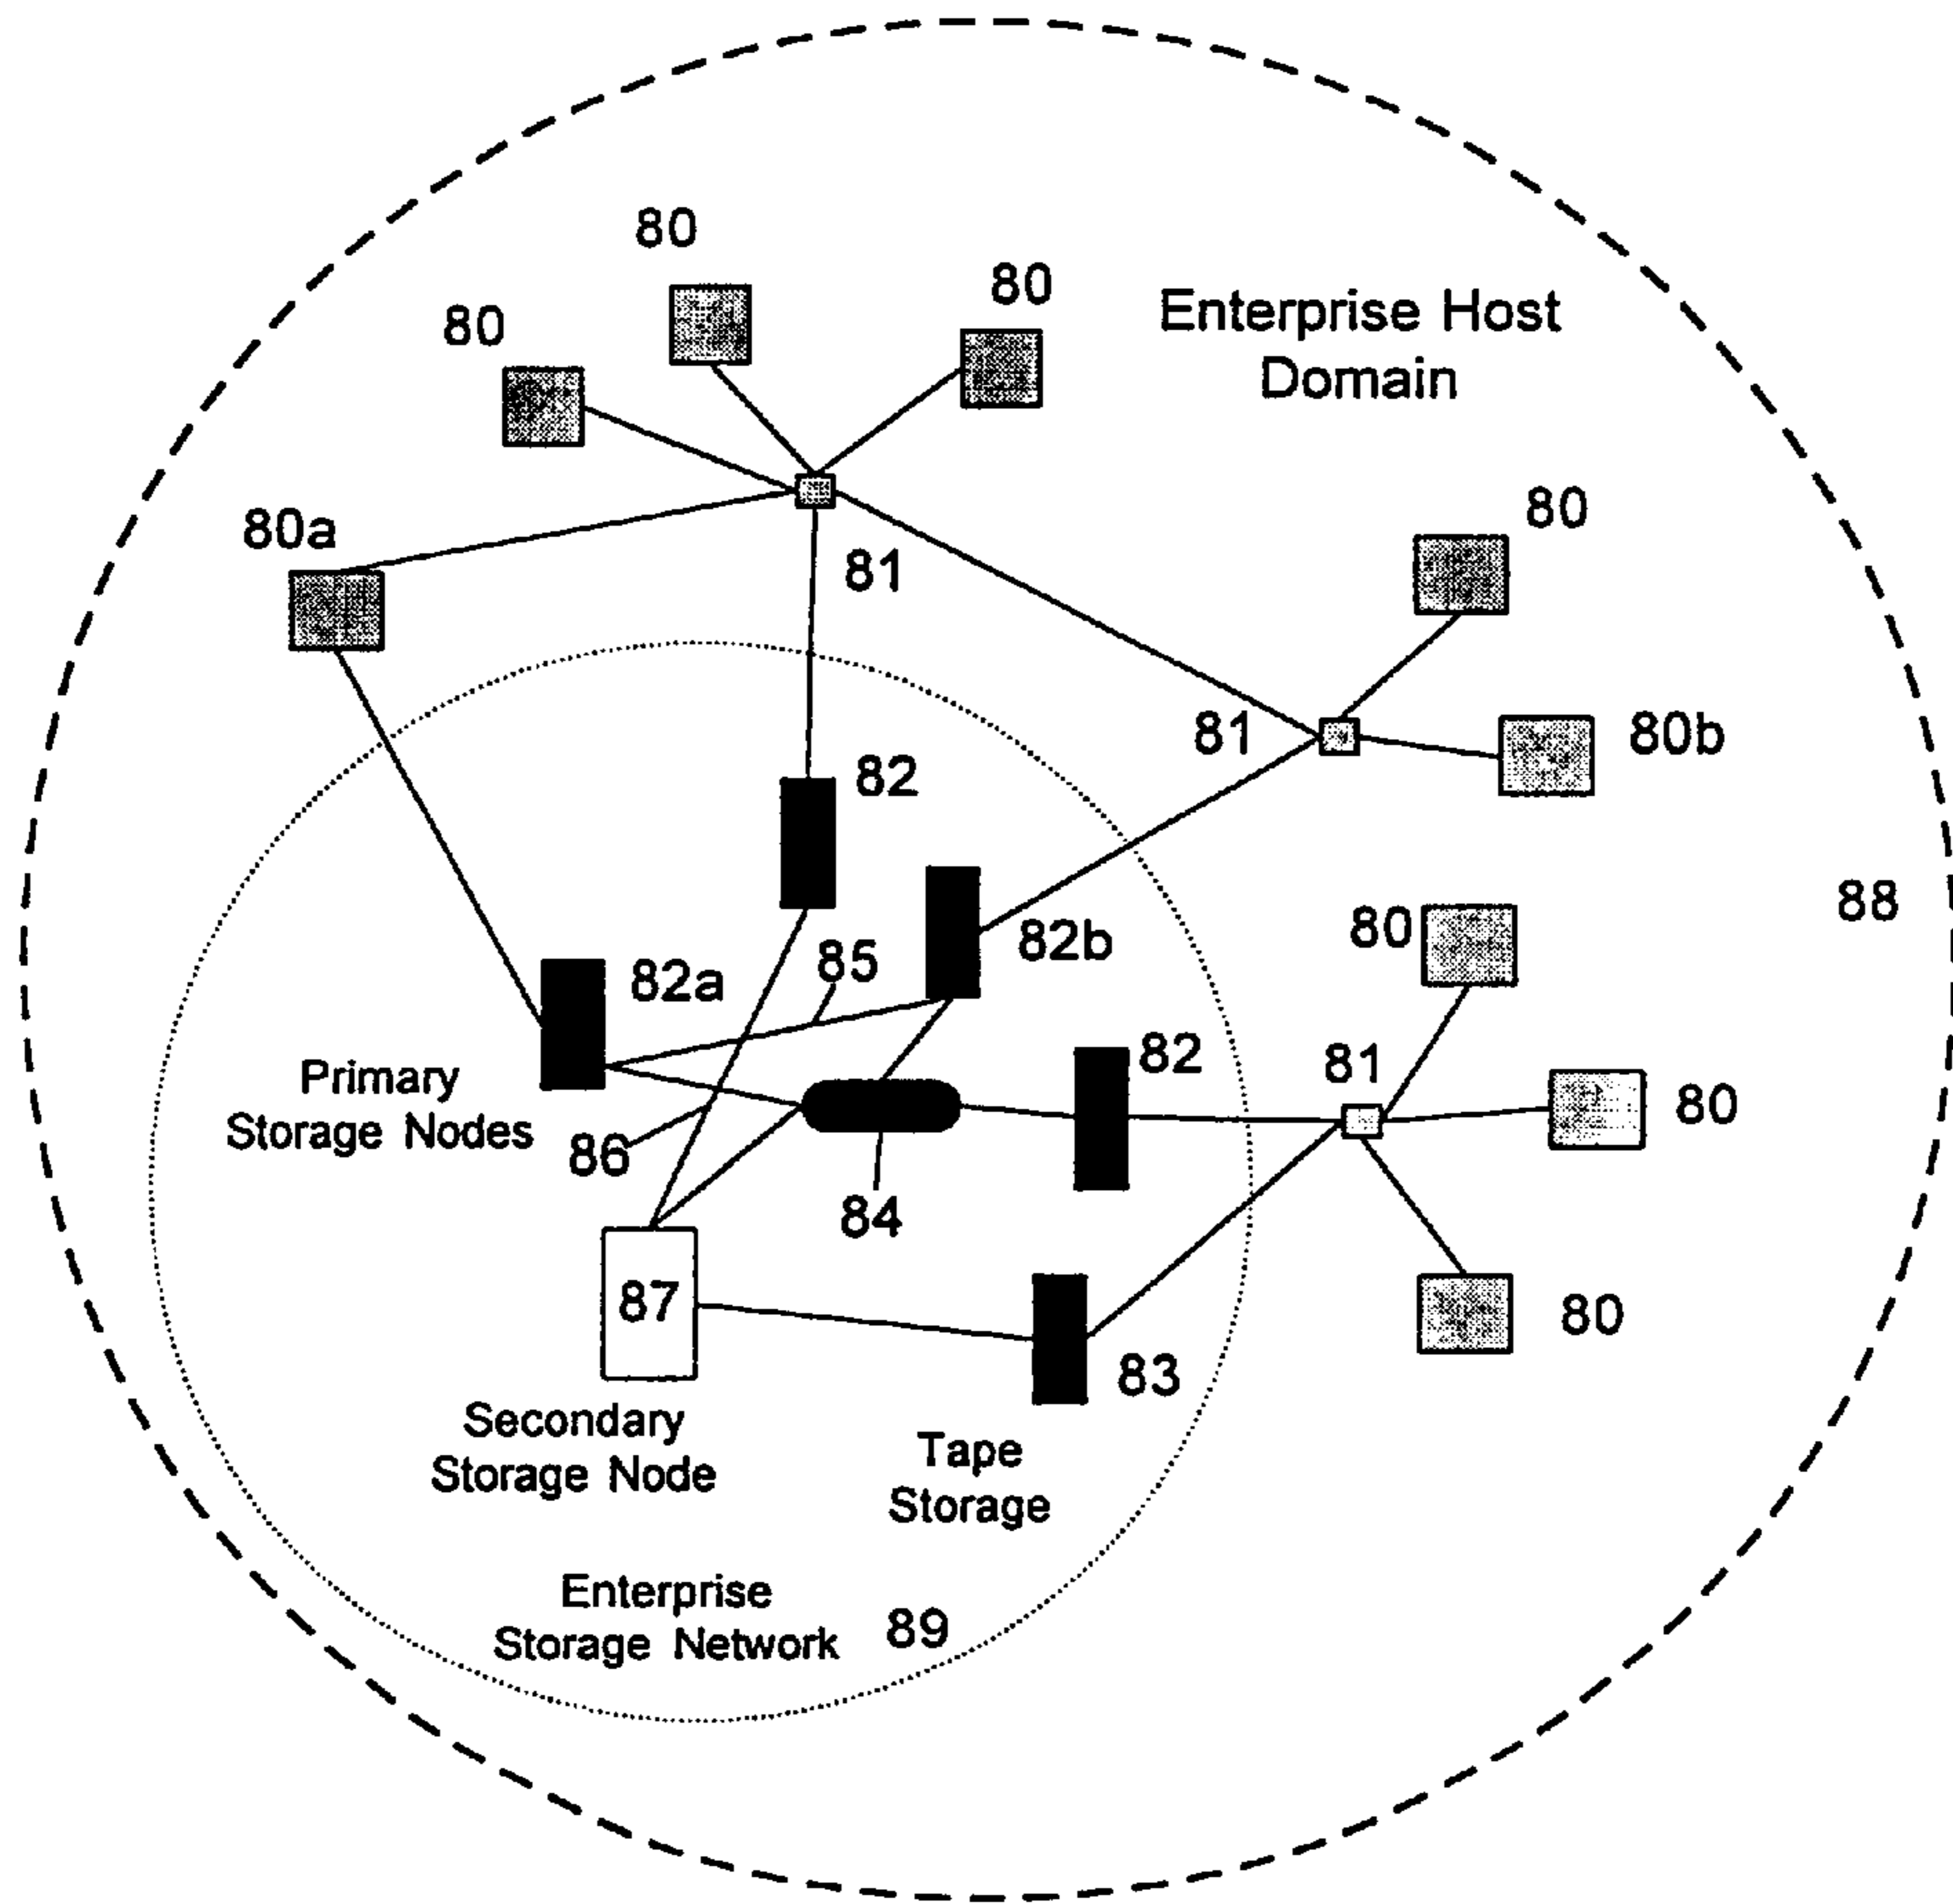 80
80
80
Enterprise Host
Domain
80
80a
81
81
80b
82
88
80
82b
85
82a
82
81
80
Primary
Storage Nodes
86
84
87
80
83
Secondary
Storage Node
Tape
Storage
Enterprise
Storage Network
89